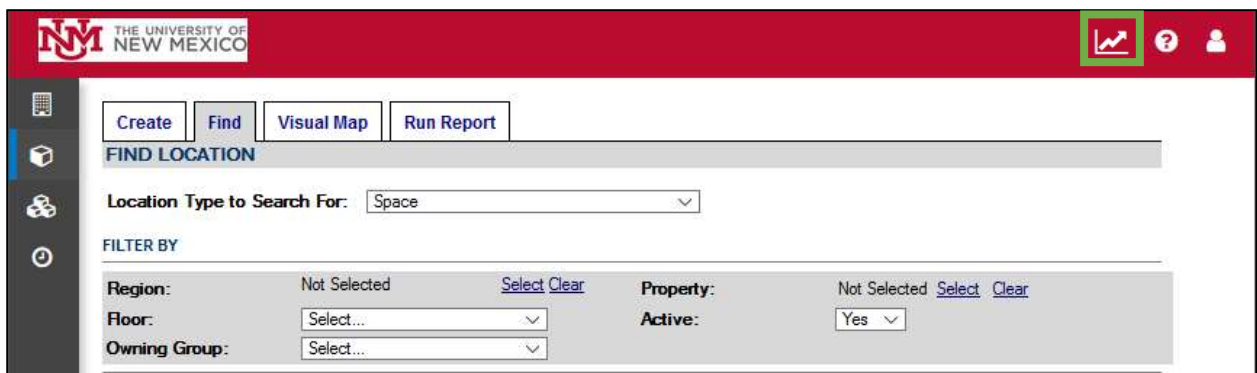 NM THE UNIVERSITY OF
NEW MEXICO
Create Find Visual Map Run Report
FIND LOCATION
Location Type to Search For: Space
FILTER BY
Region: Not Selected Select Clear Property: Not Selected Select Clear
Floor: Select... Active: Yes
Owning Group: Select...